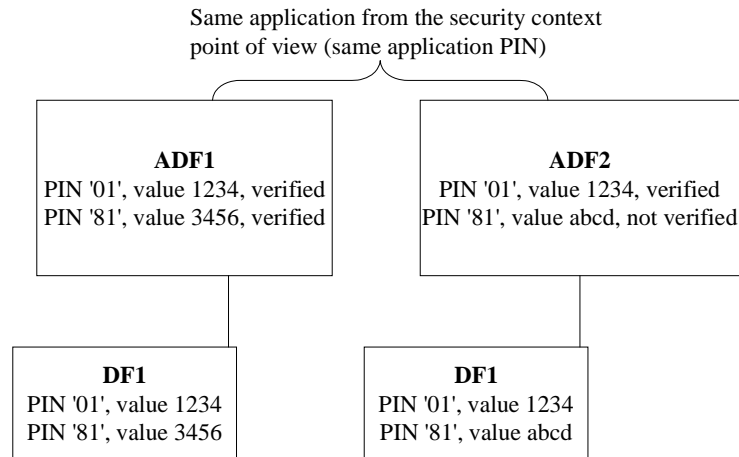 Same application from the security context
point of view (same application PIN)
ADF1
PIN '01', value 1234, verified
PIN '81', value 3456, verified
ADF2
PIN '01', value 1234, verified
PIN '81', value abcd, not verified
DF1
PIN '01', value 1234
PIN '81', value 3456
DF1
PIN '01', value 1234
PIN '81', value abcd